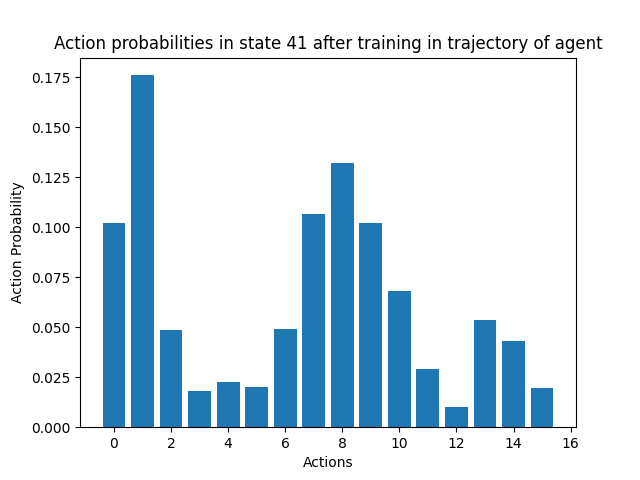 Action probabilities in state 41 after training in trajectory of agent
0.175
0.150
0.125
0.100
0.075
0.050
0.025
0.000
Action Probability
0 2 4 6 8 10 12 14 16
Actions